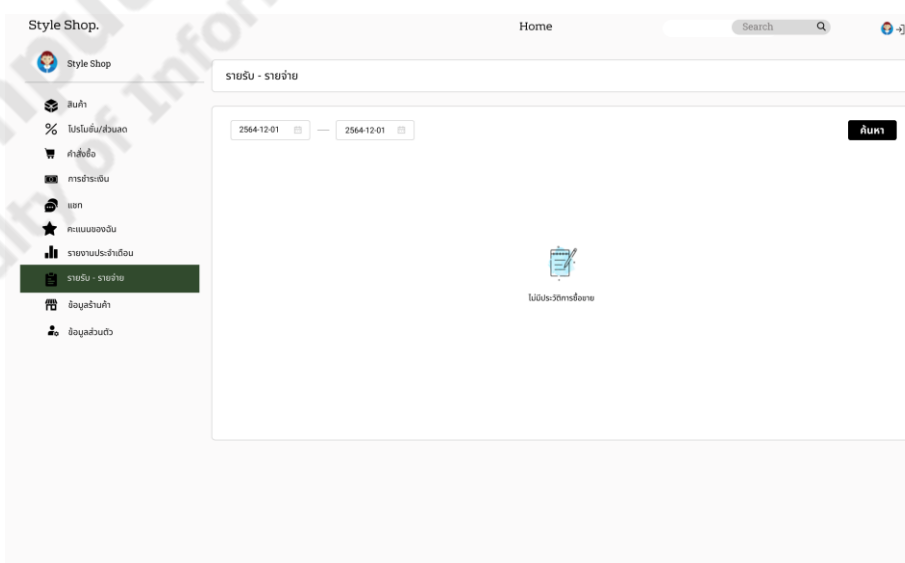 Style Shop.
Home
Search
Style Shop
รายรับ - รายจ่าย
สินค้า
โปรโมชั่น/ส่วนลด
คำสั่งซื้อ
การชำระเงิน
แชท
คะแนนของฉัน
รายงานประจำเดือน
รายรับ - รายจ่าย
ข้อมูลร้านค้า
ข้อมูลส่วนตัว
2564-12-01 — 2564-12-01
ค้นหา
ไม่มีประวัติการซื้อขาย